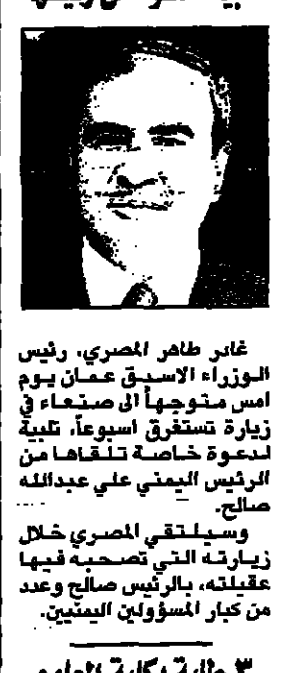 غادر طاهر المصري، رئيس
الوزراء الاسبق عمان يوم
امس متوجهاً الى صنعاء في
زيارة تستغرق اسبوعاً، تلبية
لدعوة خاصة تلقاها من
الرئيس اليمني علي عبدالله
صالح.
وسيلتقي المصري خلال
زيارته التي تصحبه فيها
عقيلته، بالرئيس صالح وعدد
من كبار المسؤولين اليمنيين.